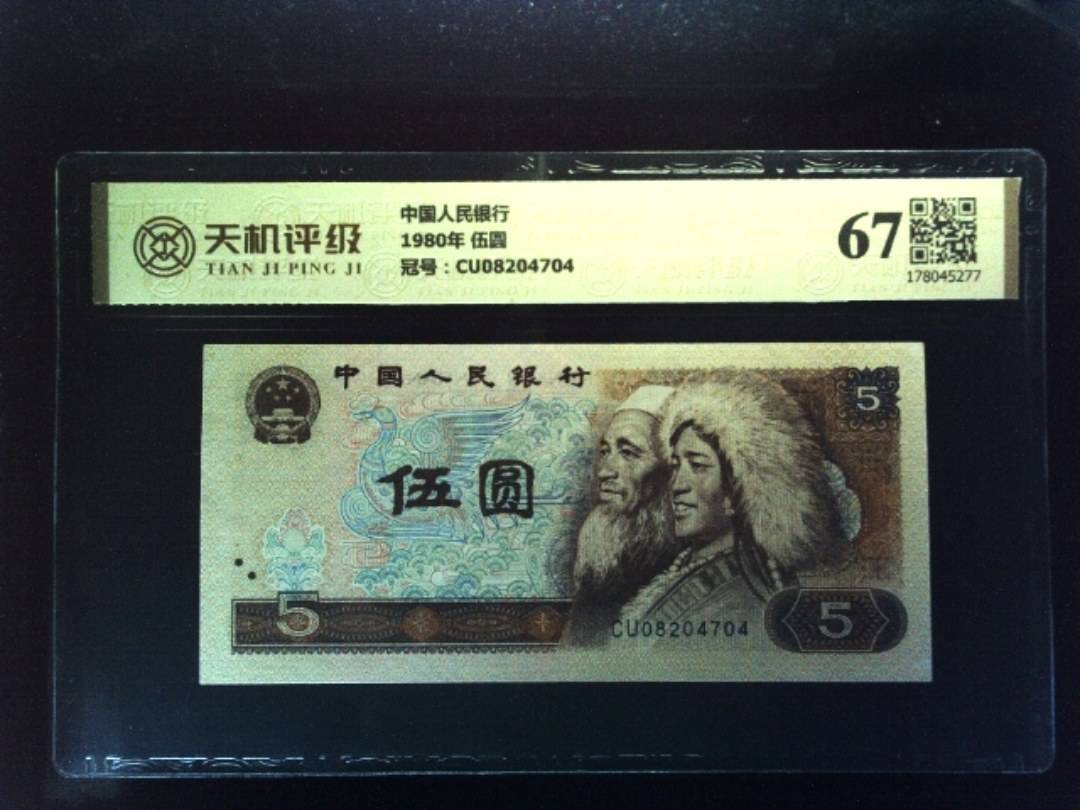 天机评级
TIAN JI PING JI
中国人民银行
1980年 伍圆
冠号：CU08204704
67
178045277
中国人民银行
5
伍圆
5
CU08204704
5